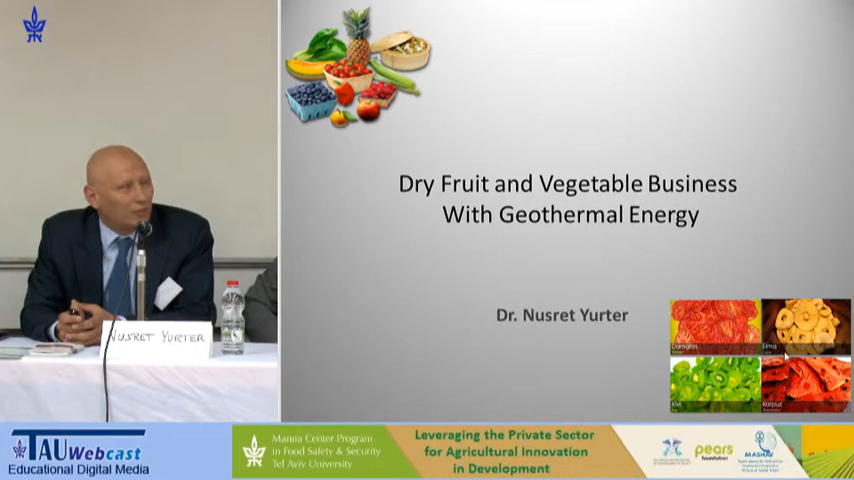 Dry Fruit and Vegetable Business
With Geothermal Energy
Dr. Nusret Yurter
Domates
Elma
Kivi
Karpuz
NUSRET YURTER
TAU Webcast
Educational Digital Media
Manna Center Program
in Food Safety & Security
Tel Aviv University
Leveraging the Private Sector
for Agricultural Innovation
in Development
pears
foundation
MASHAV